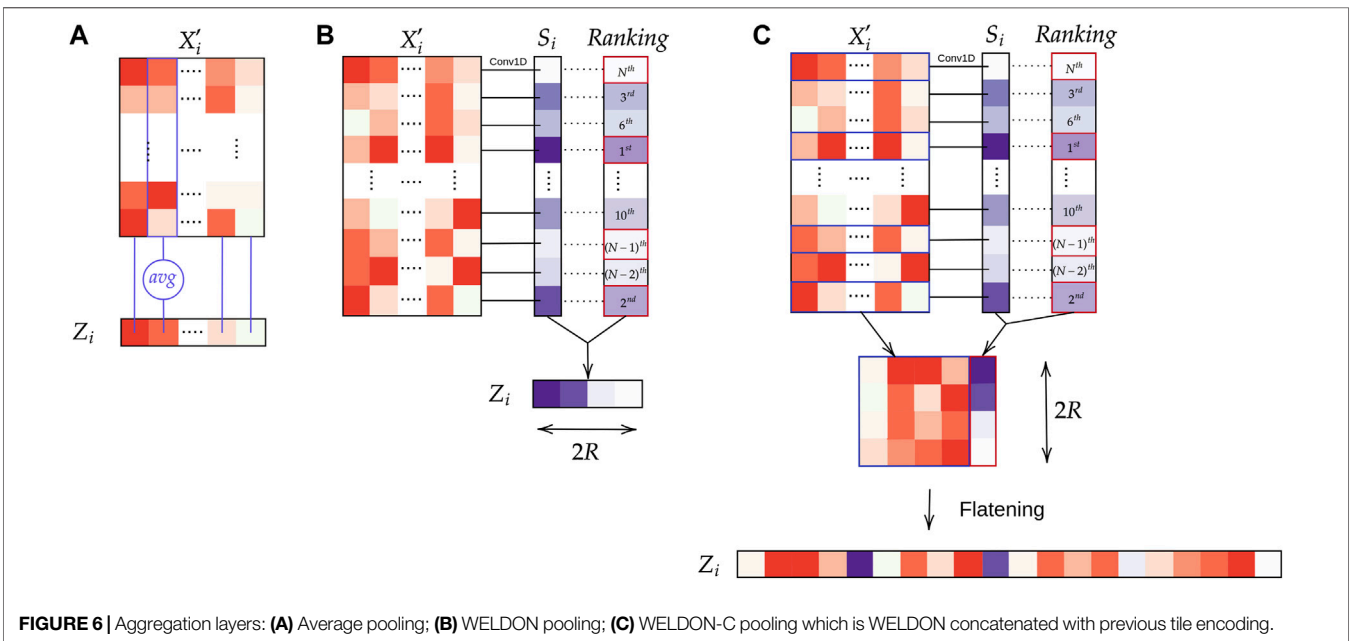 A
X′ᵢ
....
....
⋮
....
⋮
....
....
avg
Zᵢ
....
B
X′ᵢ
Sᵢ
Ranking
....
Conv1D
Nᵗʰ
....
3ʳᵈ
....
6ᵗʰ
....
1ˢᵗ
⋮
....
⋮
⋮
⋮
....
10ᵗʰ
....
(N−1)ᵗʰ
....
(N−2)ᵗʰ
....
2ⁿᵈ
Zᵢ
2R
C
X′ᵢ
Sᵢ
Ranking
....
Conv1D
Nᵗʰ
....
3ʳᵈ
....
6ᵗʰ
....
1ˢᵗ
⋮
....
⋮
⋮
⋮
....
10ᵗʰ
....
(N−1)ᵗʰ
....
(N−2)ᵗʰ
....
2ⁿᵈ
2R
Flatening
Zᵢ
FIGURE 6 | Aggregation layers: (A) Average pooling; (B) WELDON pooling; (C) WELDON-C pooling which is WELDON concatenated with previous tile encoding.